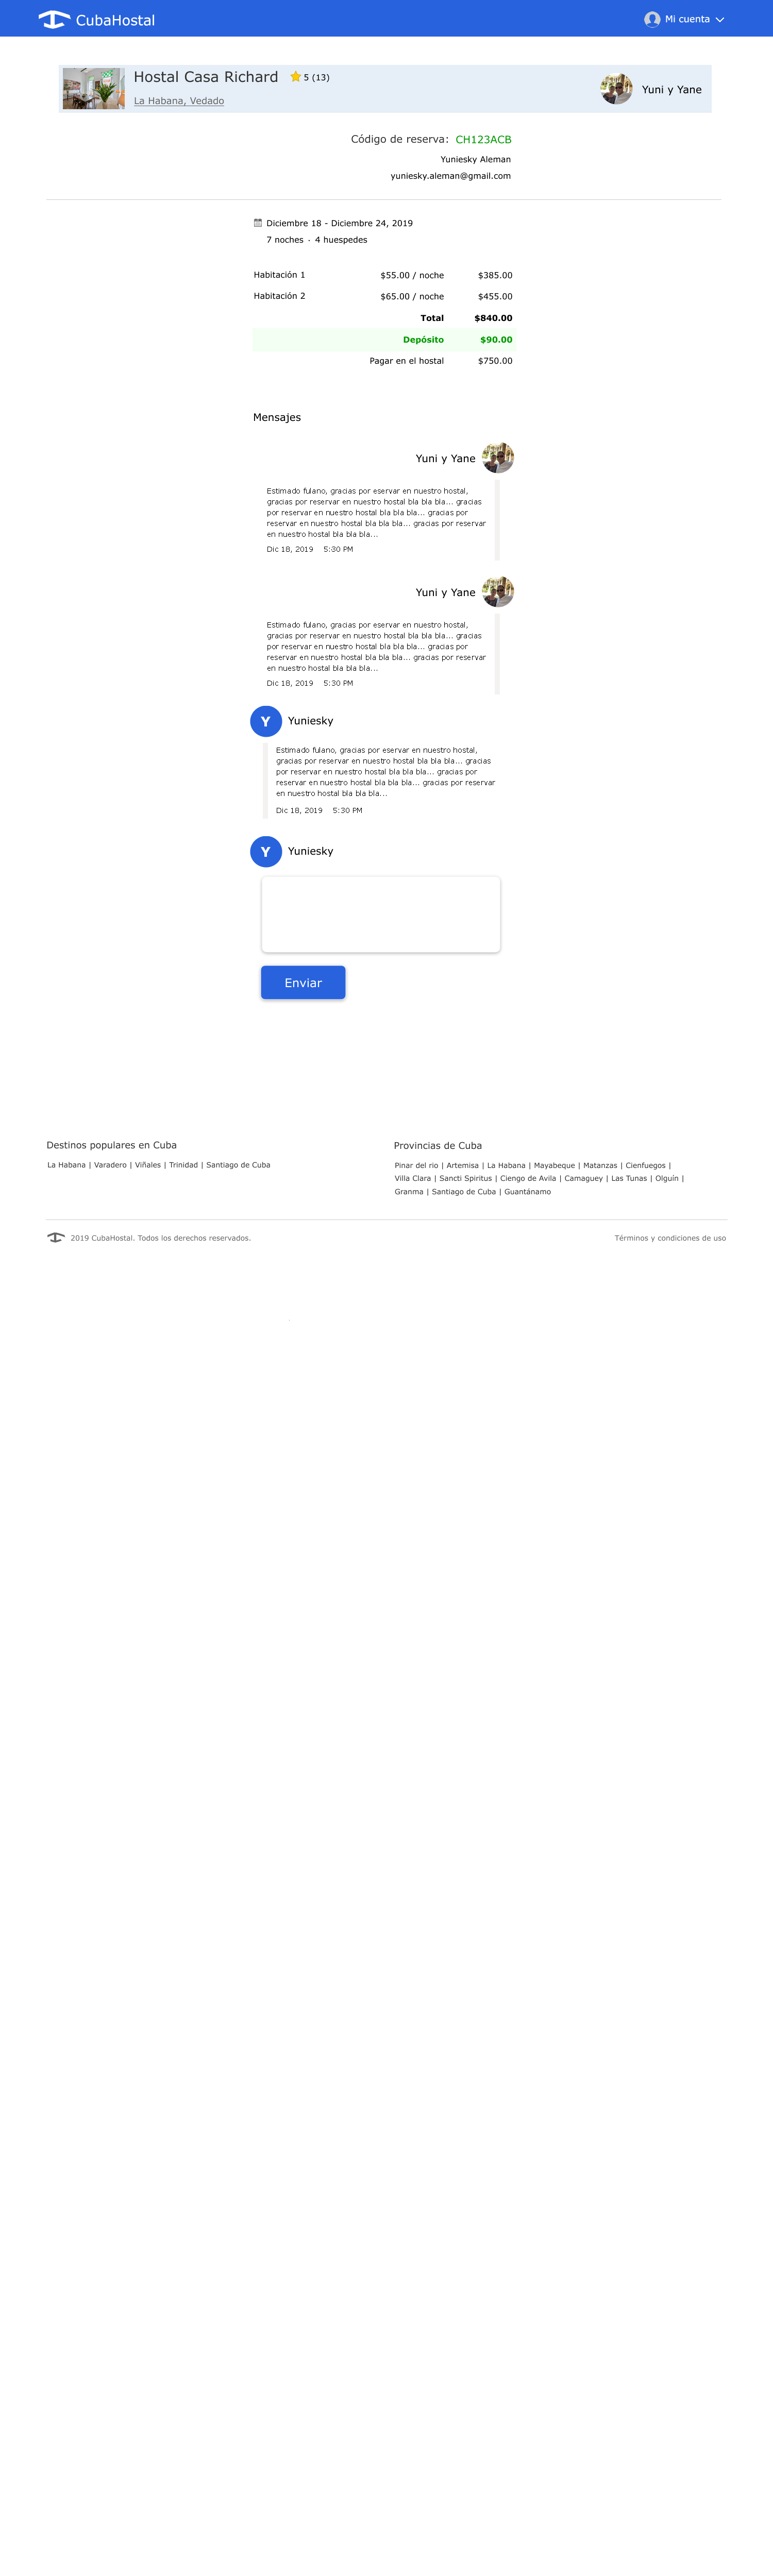 CubaHostal
Mi cuenta
Hostal Casa Richard 5 (13)
La Habana, Vedado
Yuni y Yane
Código de reserva: CH123ACB
Yuniesky Aleman
yuniesky.aleman@gmail.com
Diciembre 18 - Diciembre 24, 2019
7 noches · 4 huespedes
Habitación 1 $55.00 / noche $385.00
Habitación 2 $65.00 / noche $455.00
Total $840.00
Depósito $90.00
Pagar en el hostal $750.00
Mensajes
Yuni y Yane
Estimado fulano, gracias por eservar en nuestro hostal,
gracias por reservar en nuestro hostal bla bla bla... gracias
por reservar en nuestro hostal bla bla bla... gracias por
reservar en nuestro hostal bla bla bla... gracias por reservar
en nuestro hostal bla bla bla...
Dic 18, 2019 5:30 PM
Yuni y Yane
Estimado fulano, gracias por eservar en nuestro hostal,
gracias por reservar en nuestro hostal bla bla bla... gracias
por reservar en nuestro hostal bla bla bla... gracias por
reservar en nuestro hostal bla bla bla... gracias por reservar
en nuestro hostal bla bla bla...
Dic 18, 2019 5:30 PM
Y Yuniesky
Estimado fulano, gracias por eservar en nuestro hostal,
gracias por reservar en nuestro hostal bla bla bla... gracias
por reservar en nuestro hostal bla bla bla... gracias por
reservar en nuestro hostal bla bla bla... gracias por reservar
en nuestro hostal bla bla bla...
Dic 18, 2019 5:30 PM
Y Yuniesky
Enviar
Destinos populares en Cuba
La Habana | Varadero | Viñales | Trinidad | Santiago de Cuba
Provincias de Cuba
Pinar del rio | Artemisa | La Habana | Mayabeque | Matanzas | Cienfuegos |
Villa Clara | Sancti Spiritus | Ciengo de Avila | Camaguey | Las Tunas | Olguín |
Granma | Santiago de Cuba | Guantánamo
2019 CubaHostal. Todos los derechos reservados.
Términos y condiciones de uso